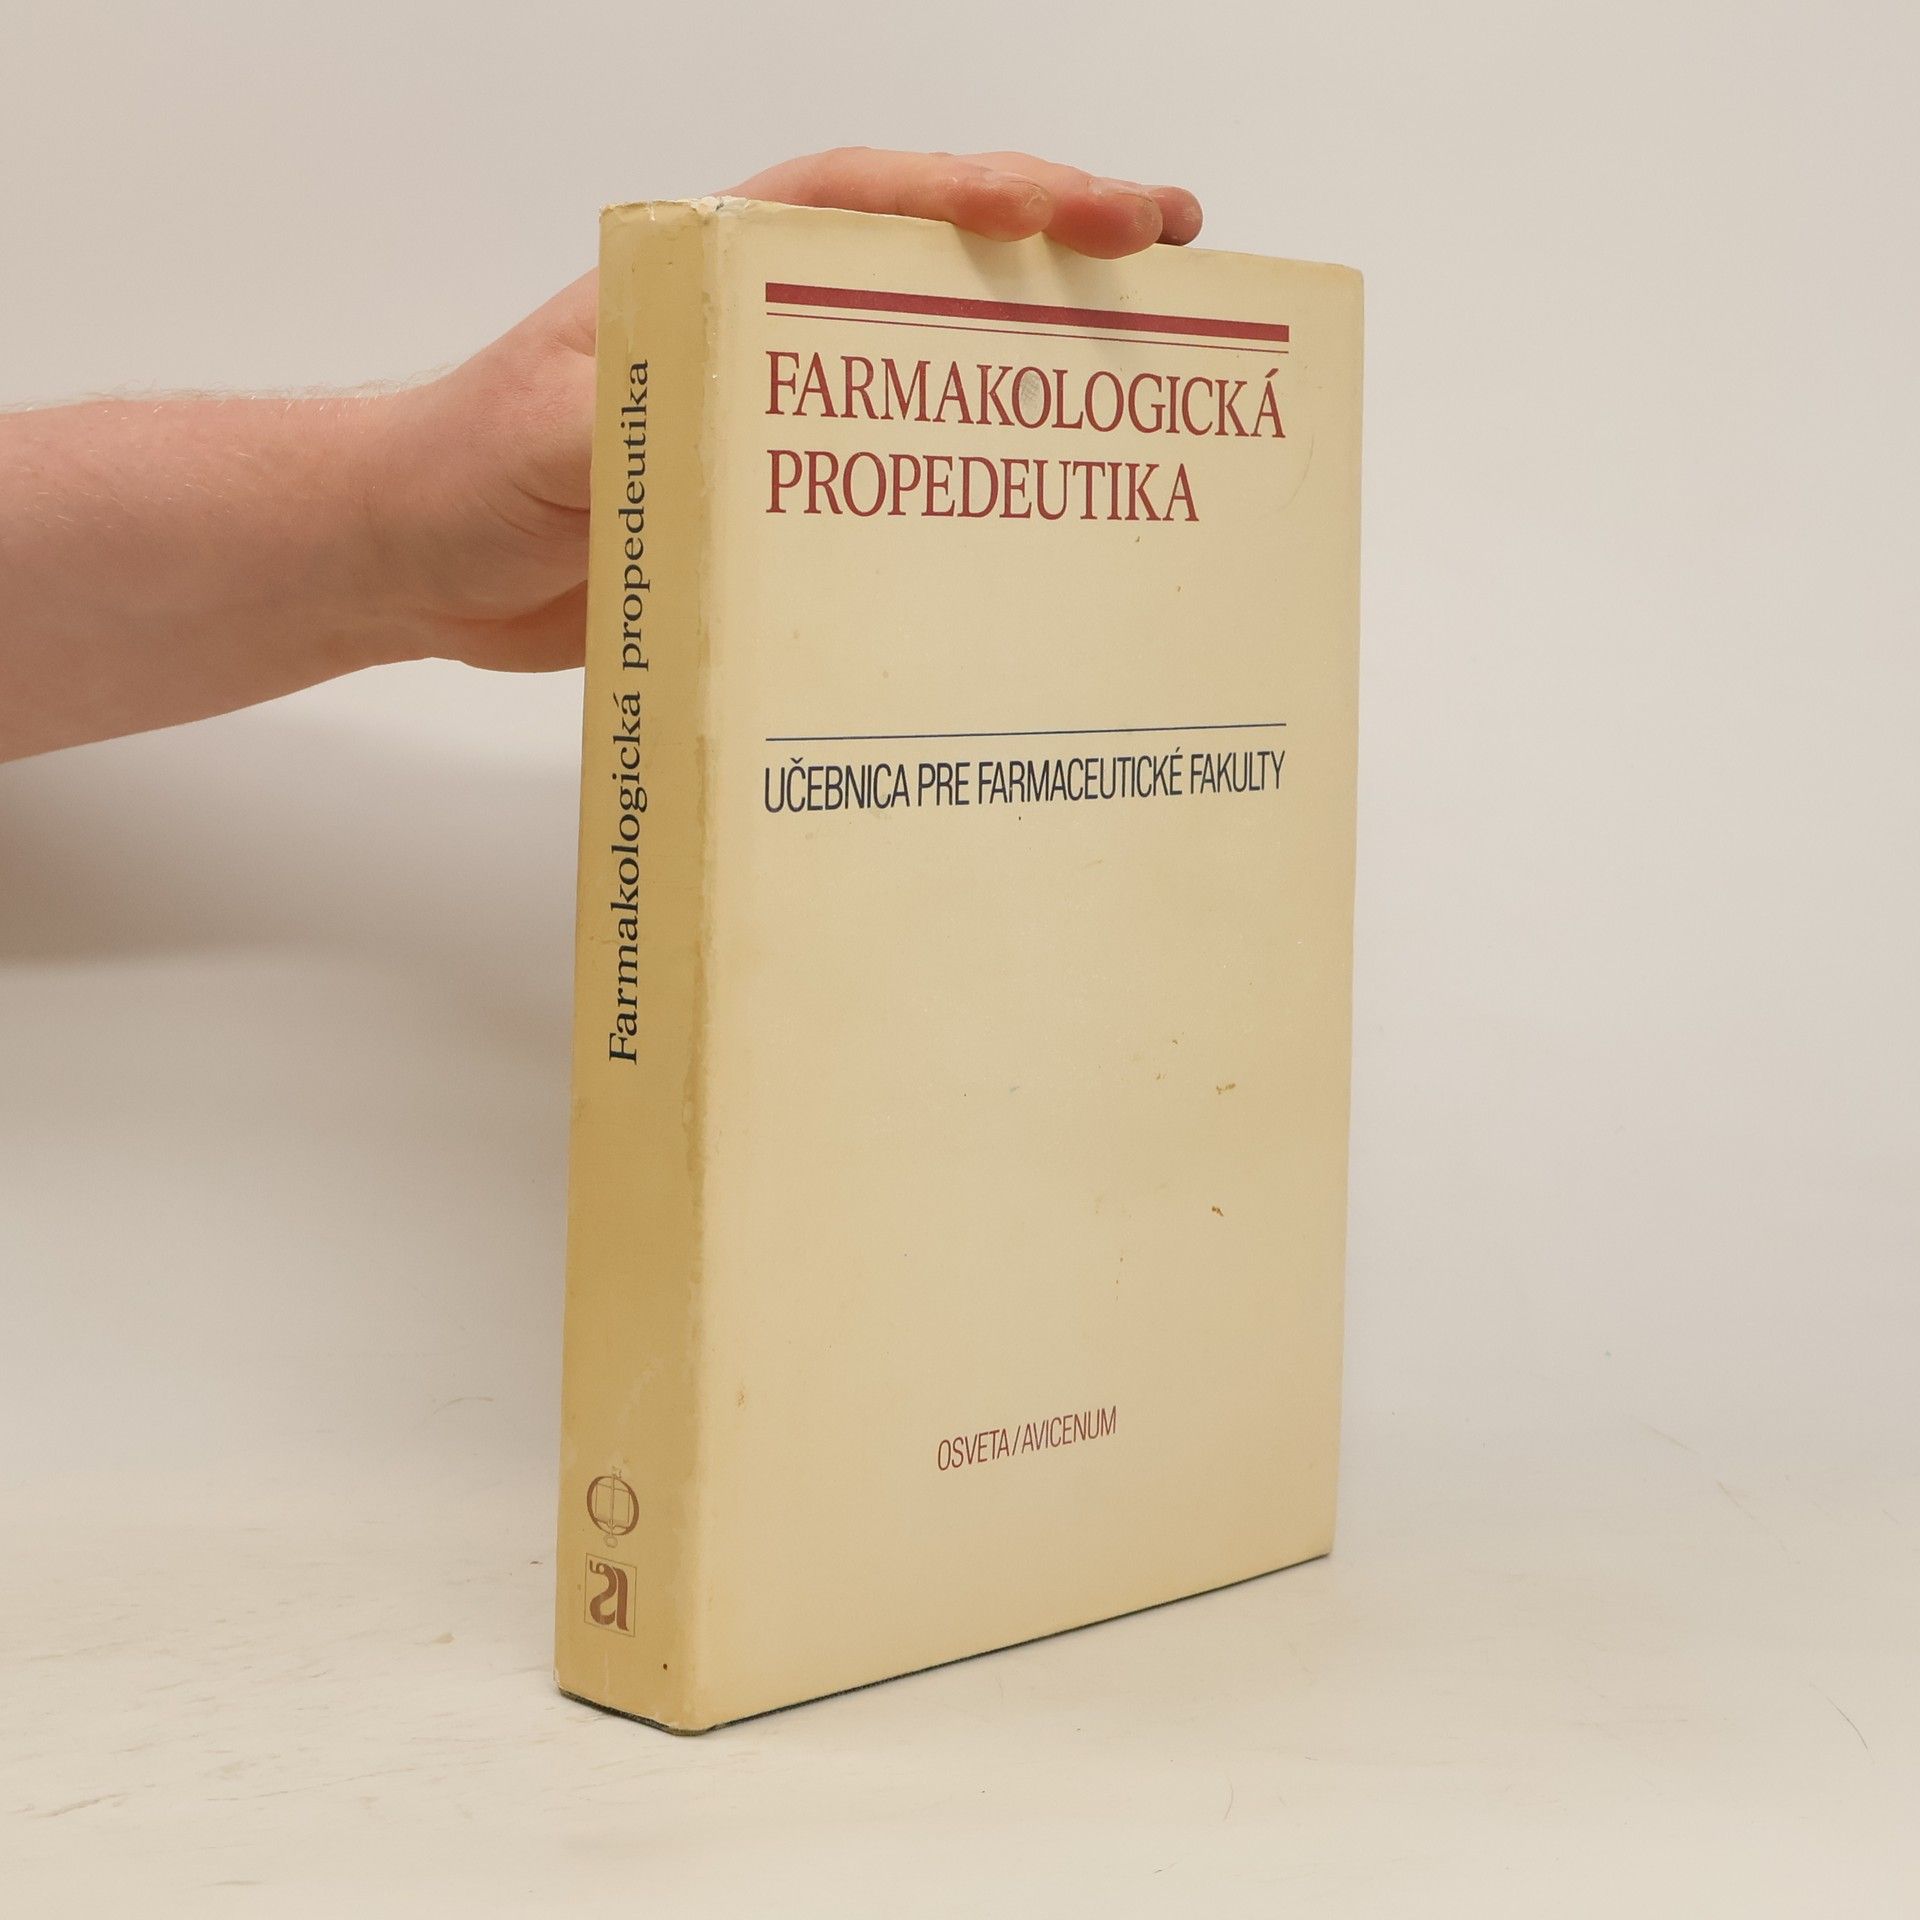 Farmakologická propedeutika
a
FARMAKOLOGICKÁ
PROPEDEUTIKA
UČEBNICA PRE FARMACEUTICKÉ FAKULTY
OSVETA/AVICENUM